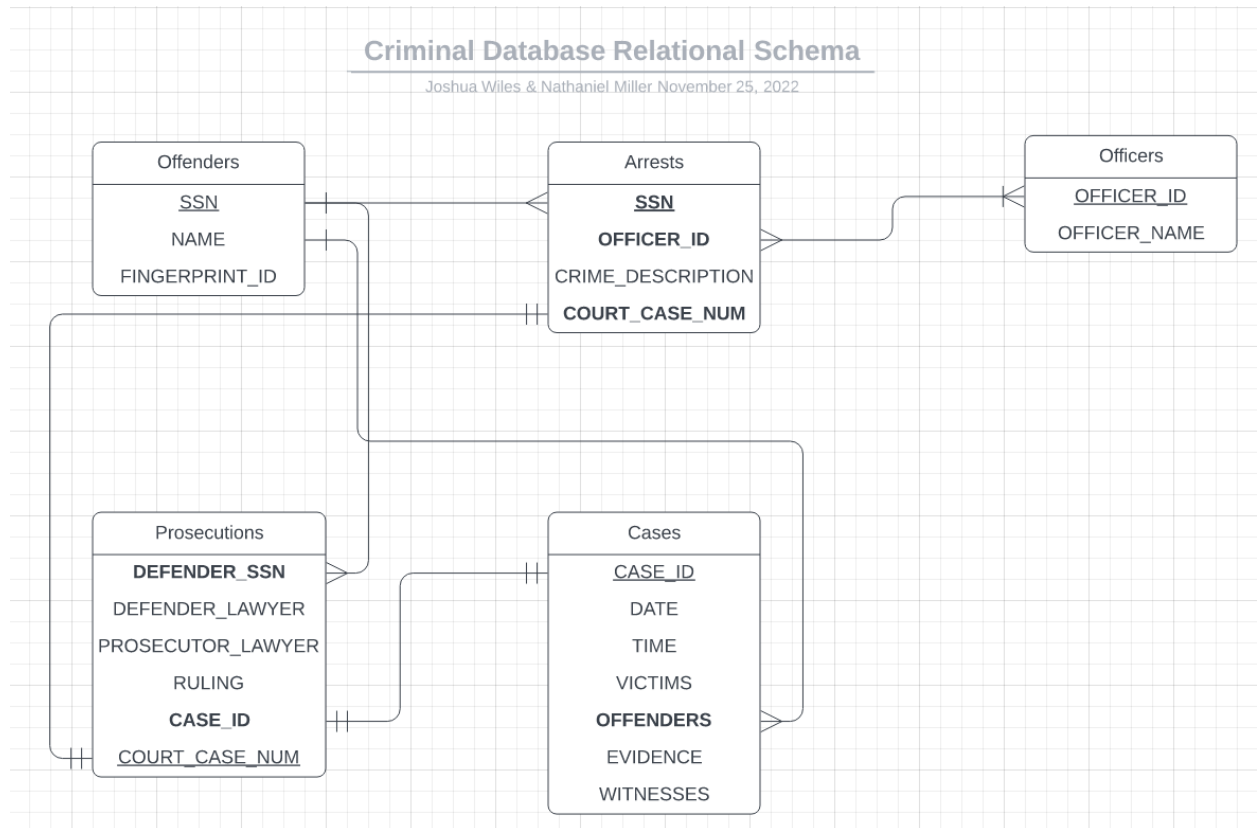 Criminal Database Relational Schema
Joshua Wiles & Nathaniel Miller November 25, 2022
Offenders
SSN
NAME
FINGERPRINT_ID
Arrests
SSN
OFFICER_ID
CRIME_DESCRIPTION
COURT_CASE_NUM
Officers
OFFICER_ID
OFFICER_NAME
Prosecutions
DEFENDER_SSN
DEFENDER_LAWYER
PROSECUTOR_LAWYER
RULING
CASE_ID
COURT_CASE_NUM
Cases
CASE_ID
DATE
TIME
VICTIMS
OFFENDERS
EVIDENCE
WITNESSES